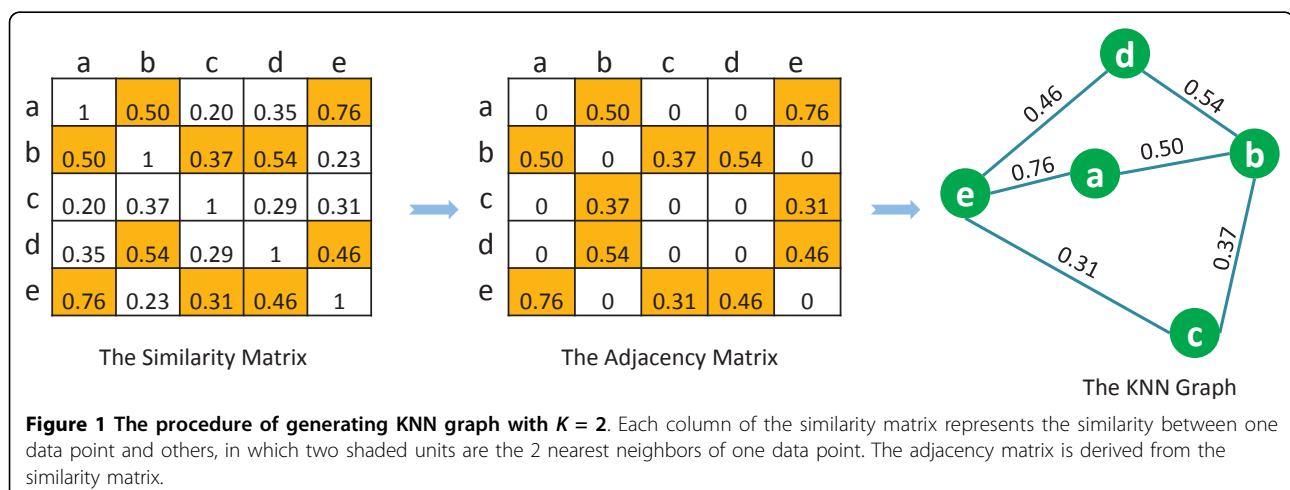 a b c d e
a 1 0.50 0.20 0.35 0.76
b 0.50 1 0.37 0.54 0.23
c 0.20 0.37 1 0.29 0.31
d 0.35 0.54 0.29 1 0.46
e 0.76 0.23 0.31 0.46 1
The Similarity Matrix
a b c d e
a 0 0.50 0 0 0.76
b 0.50 0 0.37 0.54 0
c 0 0.37 0 0 0.31
d 0 0.54 0 0 0.46
e 0.76 0 0.31 0.46 0
The Adjacency Matrix
d
0.46
0.54
0.76
a
0.50
b
e
0.31
0.37
c
The KNN Graph
Figure 1 The procedure of generating KNN graph with K = 2. Each column of the similarity matrix represents the similarity between one
data point and others, in which two shaded units are the 2 nearest neighbors of one data point. The adjacency matrix is derived from the
similarity matrix.